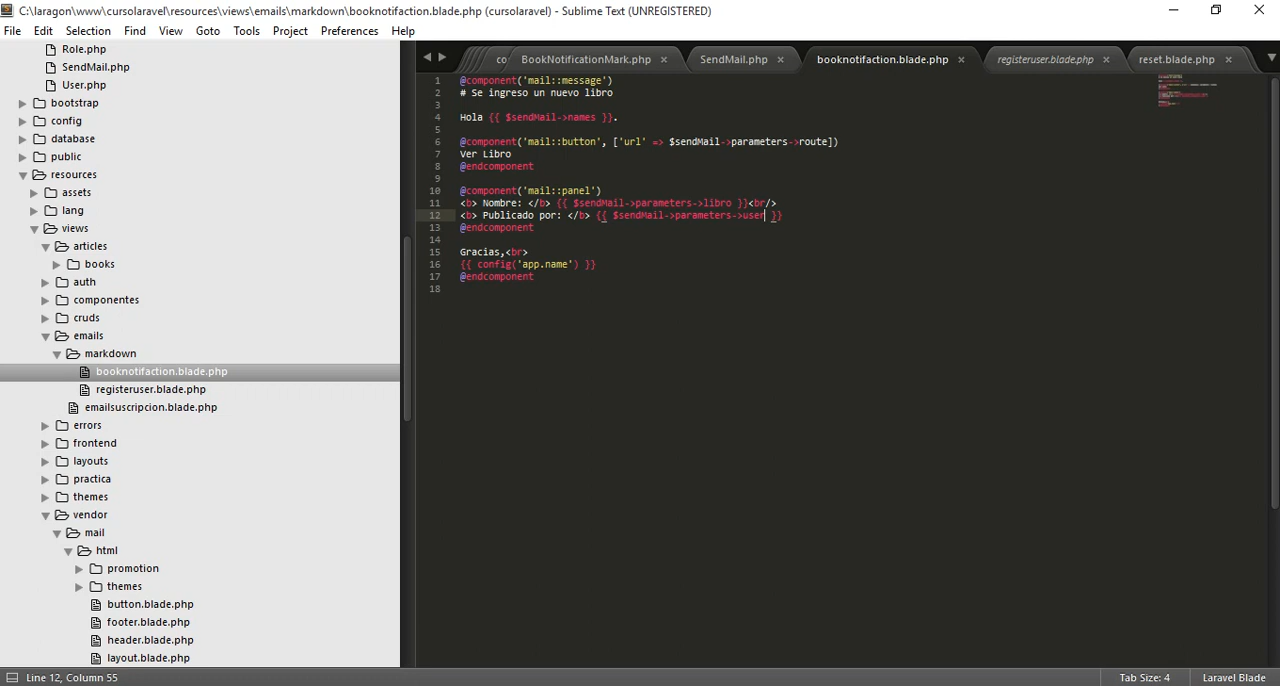 C:\laragon\www\cursolaravel\resources\views\emails\markdown\booknotifaction.blade.php (cursolaravel) - Sublime Text (UNREGISTERED)
File Edit Selection Find View Goto Tools Project Preferences Help
Role.php
SendMail.php
User.php
bootstrap
config
database
public
resources
assets
lang
views
articles
books
auth
componentes
cruds
emails
markdown
booknotifaction.blade.php
registeruser.blade.php
emailsuscripcion.blade.php
errors
frontend
layouts
practica
themes
vendor
mail
html
promotion
themes
button.blade.php
footer.blade.php
header.blade.php
layout.blade.php
co BookNotificationMark.php × SendMail.php × booknotifaction.blade.php × registeruser.blade.php × reset.blade.php ×
1 @component('mail::message')
2 # Se ingreso un nuevo libro
3
4 Hola {{ $sendMail->names }}.
5
6 @component('mail::button', ['url' => $sendMail->parameters->route])
7 Ver Libro
8 @endcomponent
9
10 @component('mail::panel')
11 <b> Nombre: </b> {{ $sendMail->parameters->libro }}<br/>
12 <b> Publicado por: </b> {{ $sendMail->parameters->user }}
13 @endcomponent
14
15 Gracias,<br>
16 {{ config('app.name') }}
17 @endcomponent
18
Line 12, Column 55 Tab Size: 4 Laravel Blade